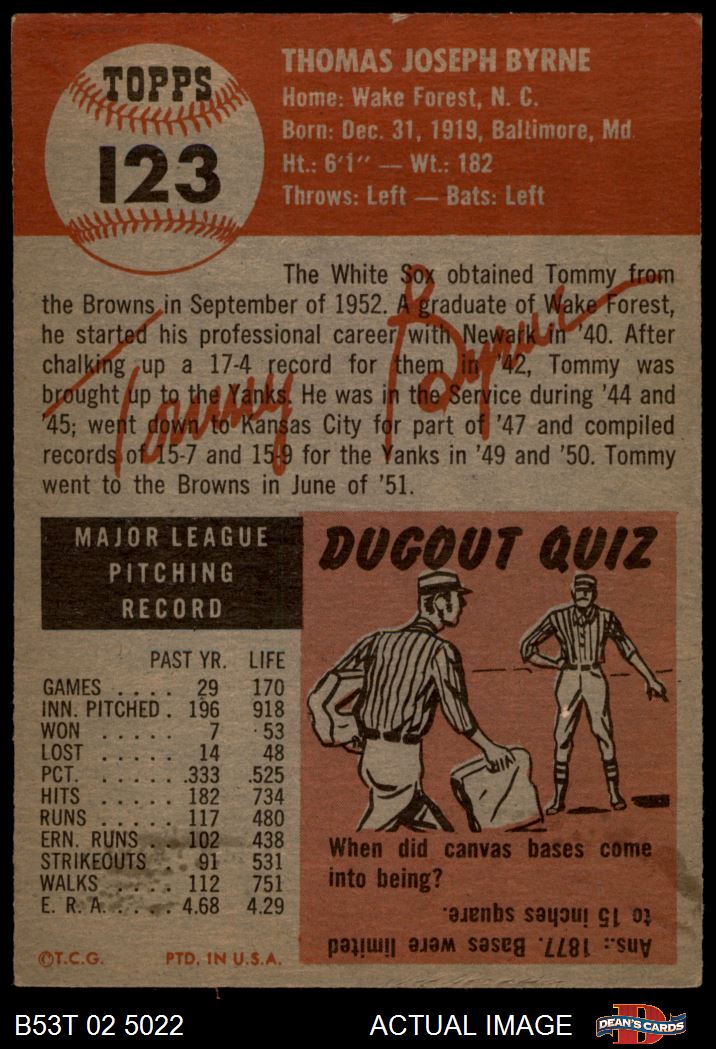 TOPPS
123
THOMAS JOSEPH BYRNE
Home: Wake Forest, N. C.
Born: Dec. 31, 1919, Baltimore, Md
Ht.: 6'1" — Wt.: 182
Throws: Left — Bats: Left
The White Sox obtained Tommy from
the Browns in September of 1952. A graduate of Wake Forest,
he started his professional career with Newark in '40. After
chalking up a 17-4 record for them in '42, Tommy was
brought up to the Yanks. He was in the Service during '44 and
'45; went down to Kansas City for part of '47 and compiled
records of 15-7 and 15-9 for the Yanks in '49 and '50. Tommy
went to the Browns in June of '51.
Tommy Byrne
MAJOR LEAGUE
PITCHING
RECORD
PAST YR. LIFE
GAMES .... 29 170
INN. PITCHED . 196 918
WON ..... 7 53
LOST ..... 14 48
PCT. ..... .333 .525
HITS ..... 182 734
RUNS ..... 117 480
ERN. RUNS .. 102 438
STRIKEOUTS .. 91 531
WALKS .... 112 751
E. R. A. .... 4.68 4.29
©T.C.G. PTD. IN U.S.A.
DUGOUT QUIZ
When did canvas bases come
into being?
Ans.: 1877. Bases were limited
to 15 inches square.
B53T 02 5022
ACTUAL IMAGE
D
DEAN'S CARDS